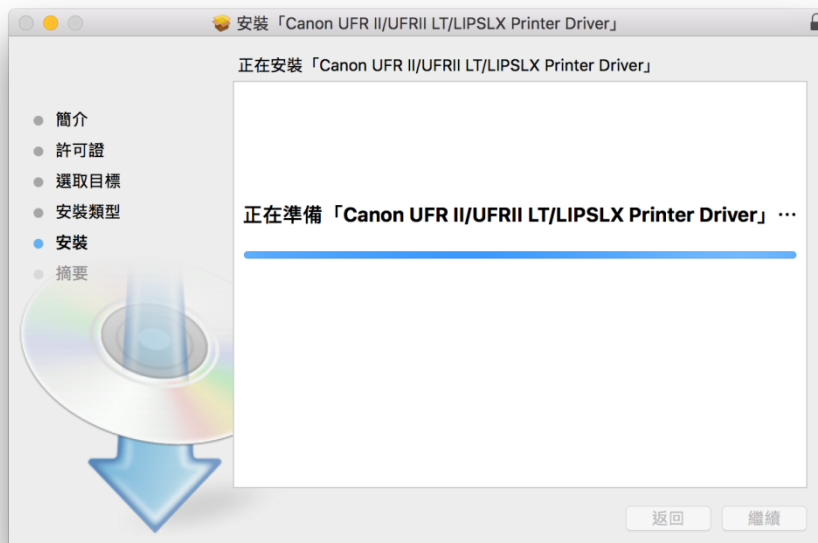 安裝「Canon UFR II/UFRII LT/LIPSLX Printer Driver」
正在安裝「Canon UFR II/UFRII LT/LIPSLX Printer Driver」
簡介
許可證
選取目標
安裝類型
安裝
摘要
正在準備「Canon UFR II/UFRII LT/LIPSLX Printer Driver」⋯
返回
繼續